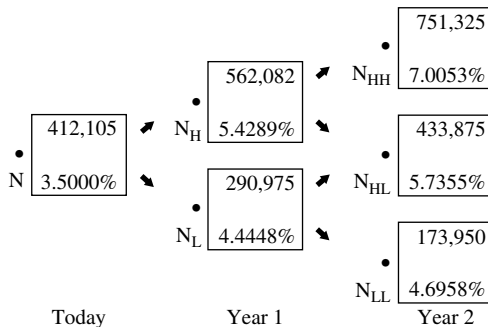 751,325
N_HH
7.0053%
562,082
N_H
5.4289%
412,105
N
3.5000%
433,875
N_HL
5.7355%
290,975
N_L
4.4448%
173,950
N_LL
4.6958%
Today
Year 1
Year 2